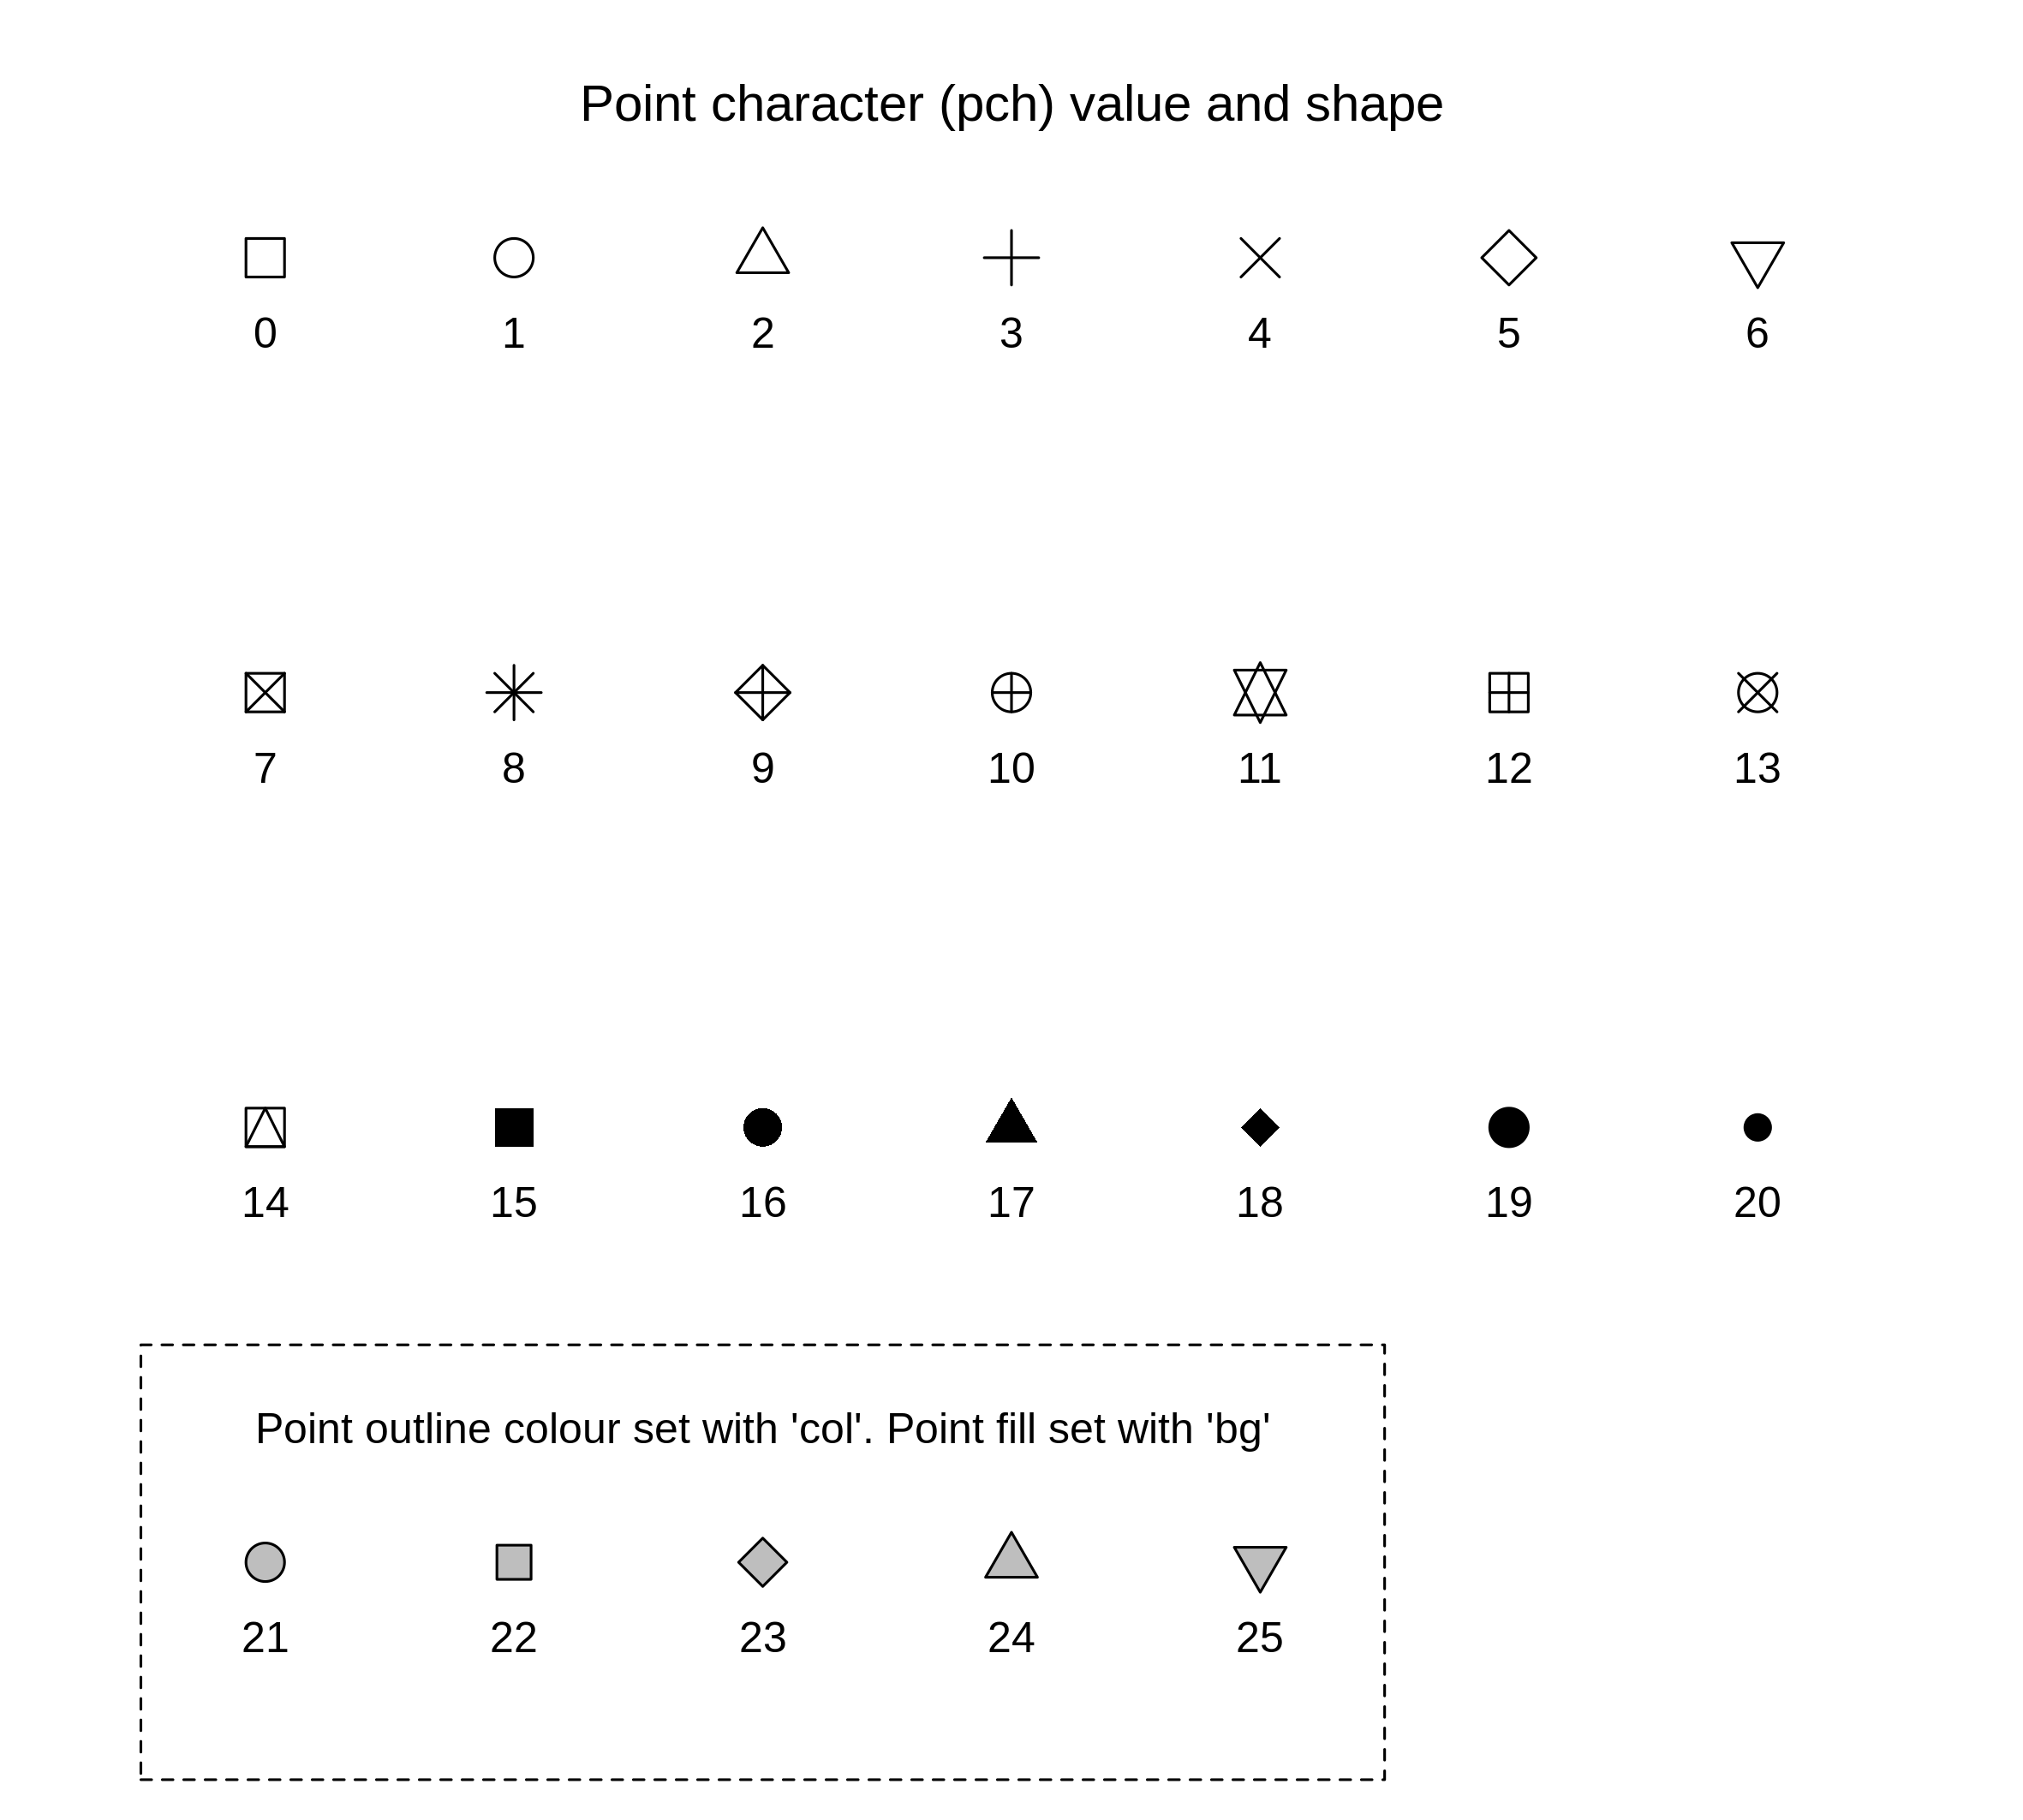 Point character (pch) value and shape
0 1 2 3 4 5 6
7 8 9 10 11 12 13
14 15 16 17 18 19 20
Point outline colour set with 'col'. Point fill set with 'bg'
21 22 23 24 25